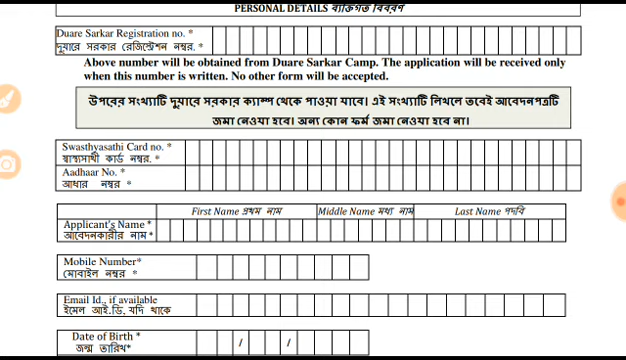 PERSONAL DETAILS ব্যক্তিগত বিবরণ
Duare Sarkar Registration no. *
দুয়ারে সরকার রেজিস্ট্রেশন নম্বর. *
Above number will be obtained from Duare Sarkar Camp. The application will be received only
when this number is written. No other form will be accepted.
উপরের সংখ্যাটি দুয়ারে সরকার ক্যাম্প থেকে পাওয়া যাবে। এই সংখ্যাটি লিখলে তবেই আবেদনপত্রটি
জমা নেওয়া হবে। অন্য কোন ফর্ম জমা নেওয়া হবে না।
Swasthyasathi Card no. *
স্বাস্থ্যসাথী কার্ড নম্বর. *
Aadhaar No. *
আধার নম্বর *
First Name প্রথম নাম Middle Name মধ্য নাম Last Name পদবি
Applicant's Name *
আবেদনকারীর নাম *
Mobile Number*
মোবাইল নম্বর *
Email Id., if available
ইমেল আই.ডি. যদি থাকে
Date of Birth * / /
জন্ম তারিখ*